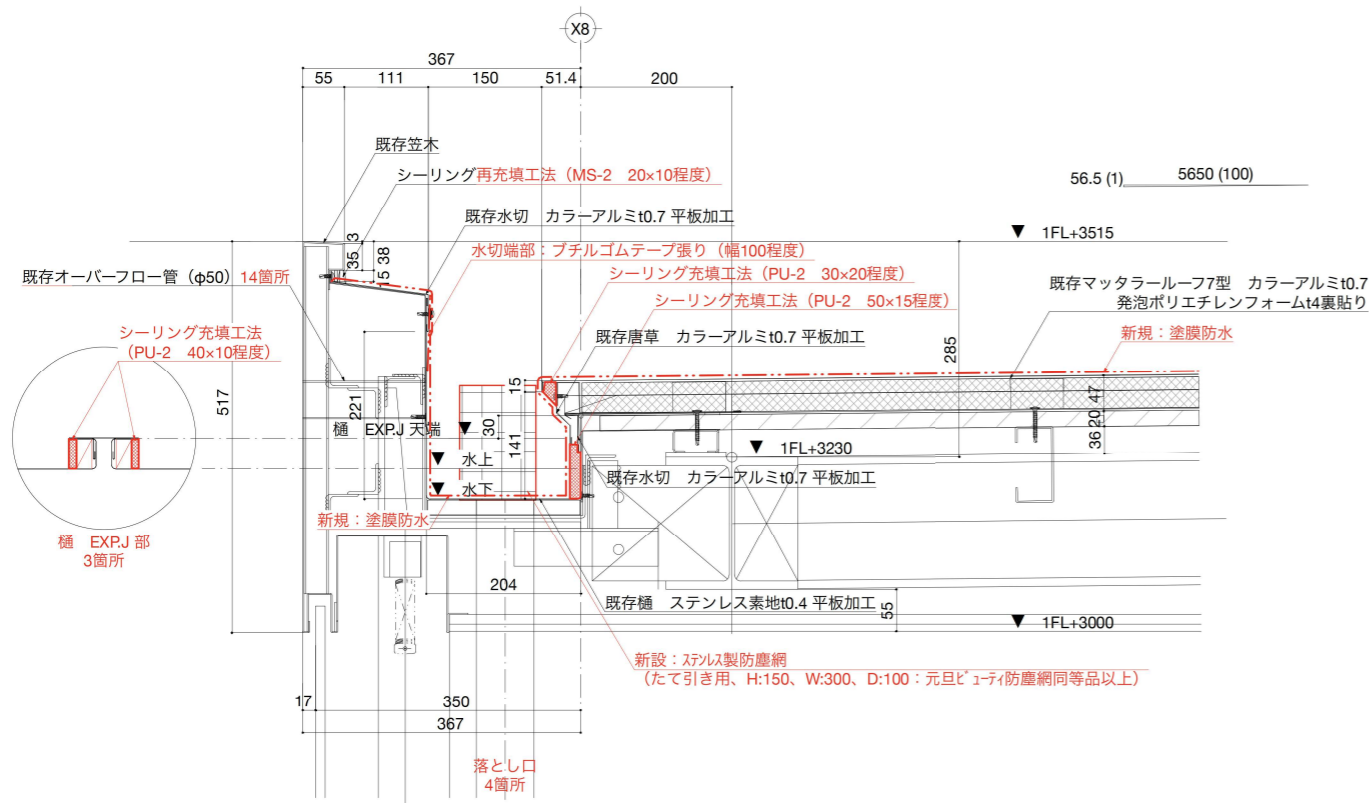 X8
367
55
111
150
51.4
200
既存笠木
シーリング再充填工法（MS-2　20×10程度）
56.5 (1)
5650 (100)
既存水切　カラーアルミt0.7 平板加工
3
35
38
5
▼ 1FL+3515
水切端部：ブチルゴムテープ張り（幅100程度）
既存オーバーフロー管（φ50）14箇所
シーリング充填工法（PU-2　30×20程度）
既存マッタラールーフ7型　カラーアルミt0.7
発泡ポリエチレンフォームt4裏貼り
シーリング充填工法（PU-2　50×15程度）
シーリング充填工法
（PU-2　40×10程度）
既存唐草　カラーアルミt0.7 平板加工
新規：塗膜防水
285
517
221
15
30
141
47
20
36
樋　EXP.J 天端 ▼
▼ 水上
▼ 水下
▼ 1FL+3230
既存水切　カラーアルミt0.7 平板加工
新規：塗膜防水
樋　EXP.J 部
3箇所
204
既存樋　ステンレス素地t0.4 平板加工
55
▼ 1FL+3000
新設：ｽﾃﾝﾚｽ製防塵網
（たて引き用、H:150、W:300、D:100：元旦ﾋﾞｭｰﾃｨ防塵網同等品以上）
17
350
367
落とし口
4箇所